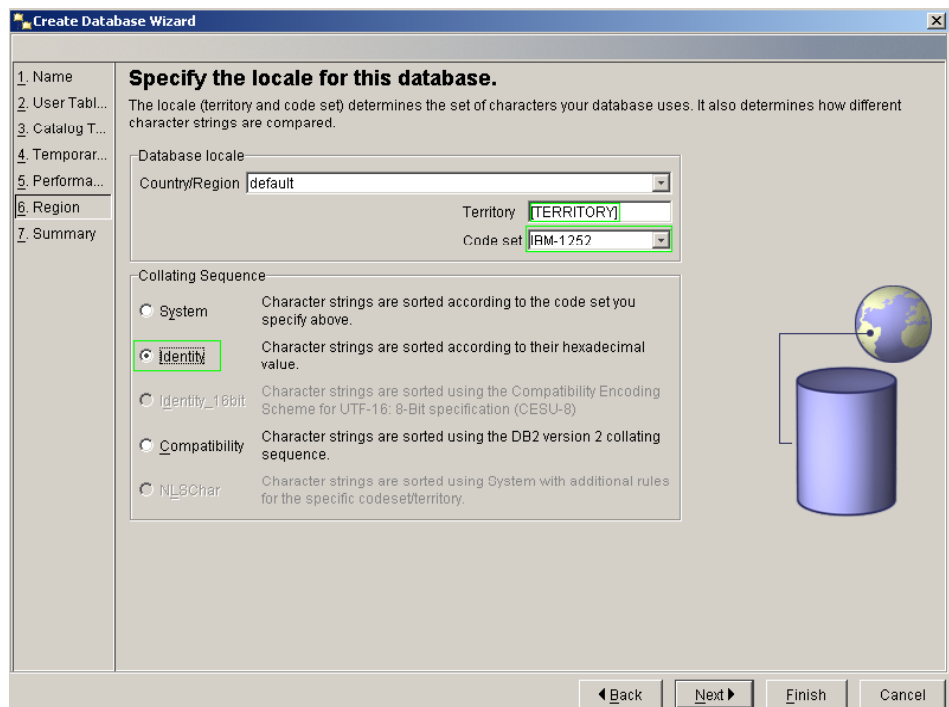 Create Database Wizard
1. Name
2. User Tabl...
3. Catalog T...
4. Temporar...
5. Performa...
6. Region
7. Summary
Specify the locale for this database.
The locale (territory and code set) determines the set of characters your database uses. It also determines how different
character strings are compared.
Database locale
Country/Region default
Territory [TERRITORY]
Code set IBM-1252
Collating Sequence
System Character strings are sorted according to the code set you
specify above.
Identity Character strings are sorted according to their hexadecimal
value.
Identity_16bit Character strings are sorted using the Compatibility Encoding
Scheme for UTF-16: 8-Bit specification (CESU-8)
Compatibility Character strings are sorted using the DB2 version 2 collating
sequence.
NLSChar Character strings are sorted using System with additional rules
for the specific codeset/territory.
Back Next Finish Cancel